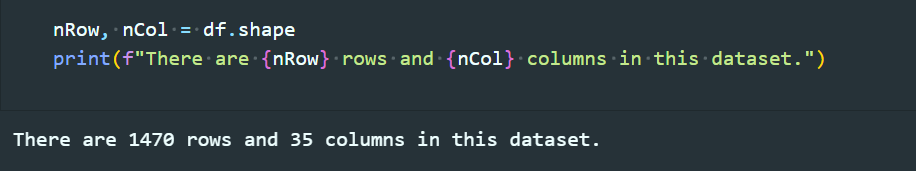 nRow, nCol = df.shape
print(f"There are {nRow} rows and {nCol} columns in this dataset.")
There are 1470 rows and 35 columns in this dataset.